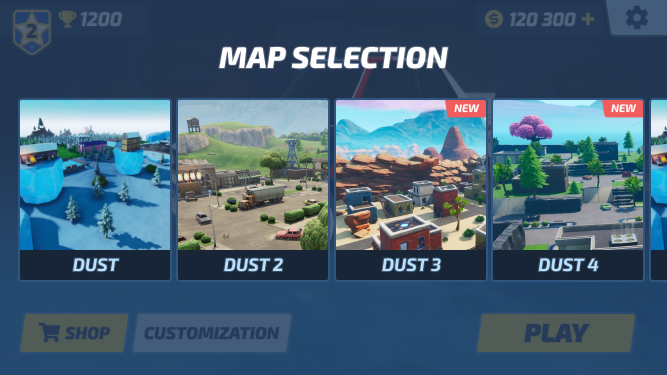 2
1200
120 300 +
MAP SELECTION
NEW
NEW
DUST
DUST 2
DUST 3
DUST 4
SHOP
CUSTOMIZATION
PLAY